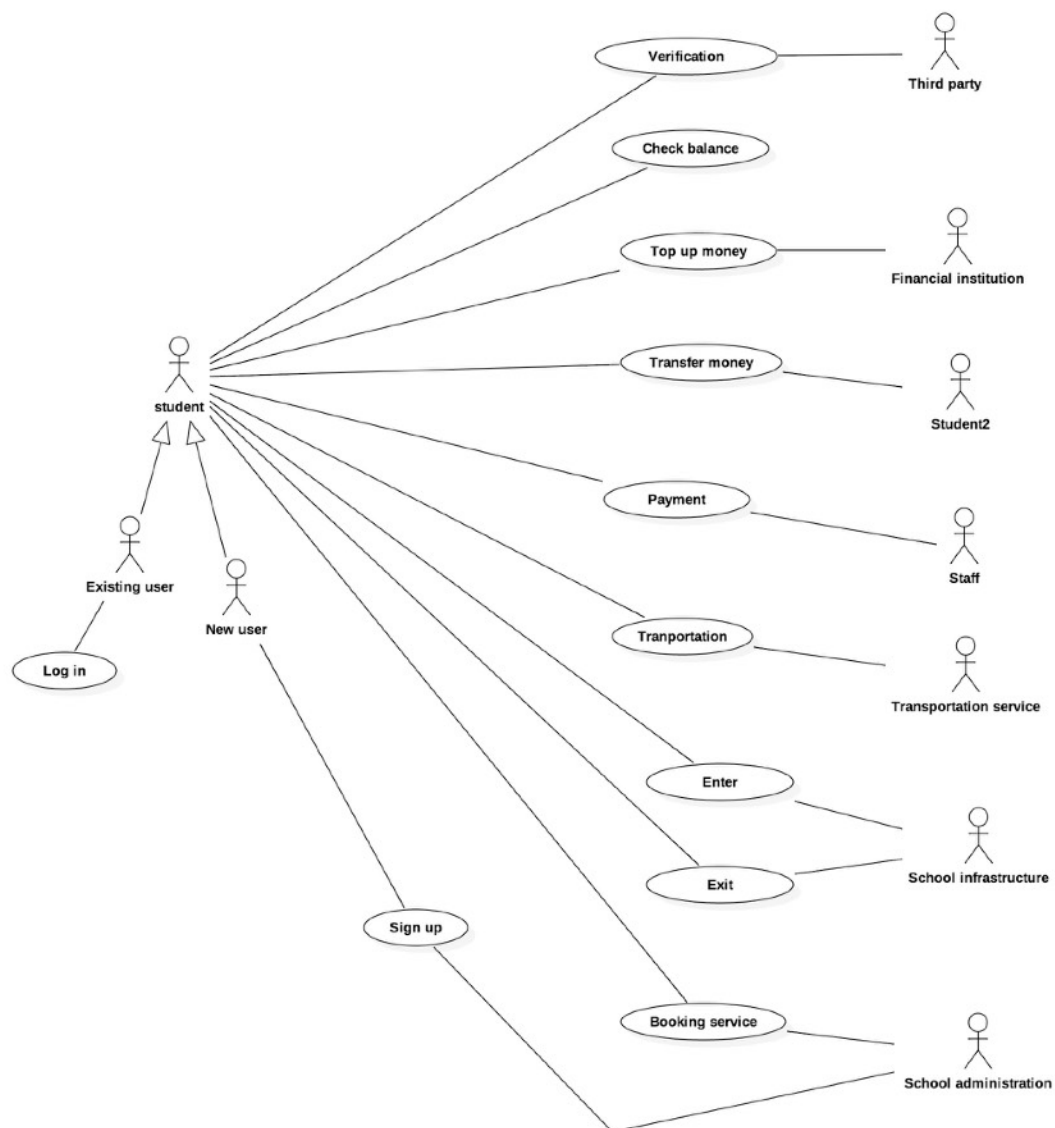 Verification
Third party
Check balance
Top up money
Financial institution
student
Transfer money
Student2
Payment
Staff
Existing user
New user
Log in
Tranportation
Transportation service
Enter
School infrastructure
Exit
Sign up
Booking service
School administration